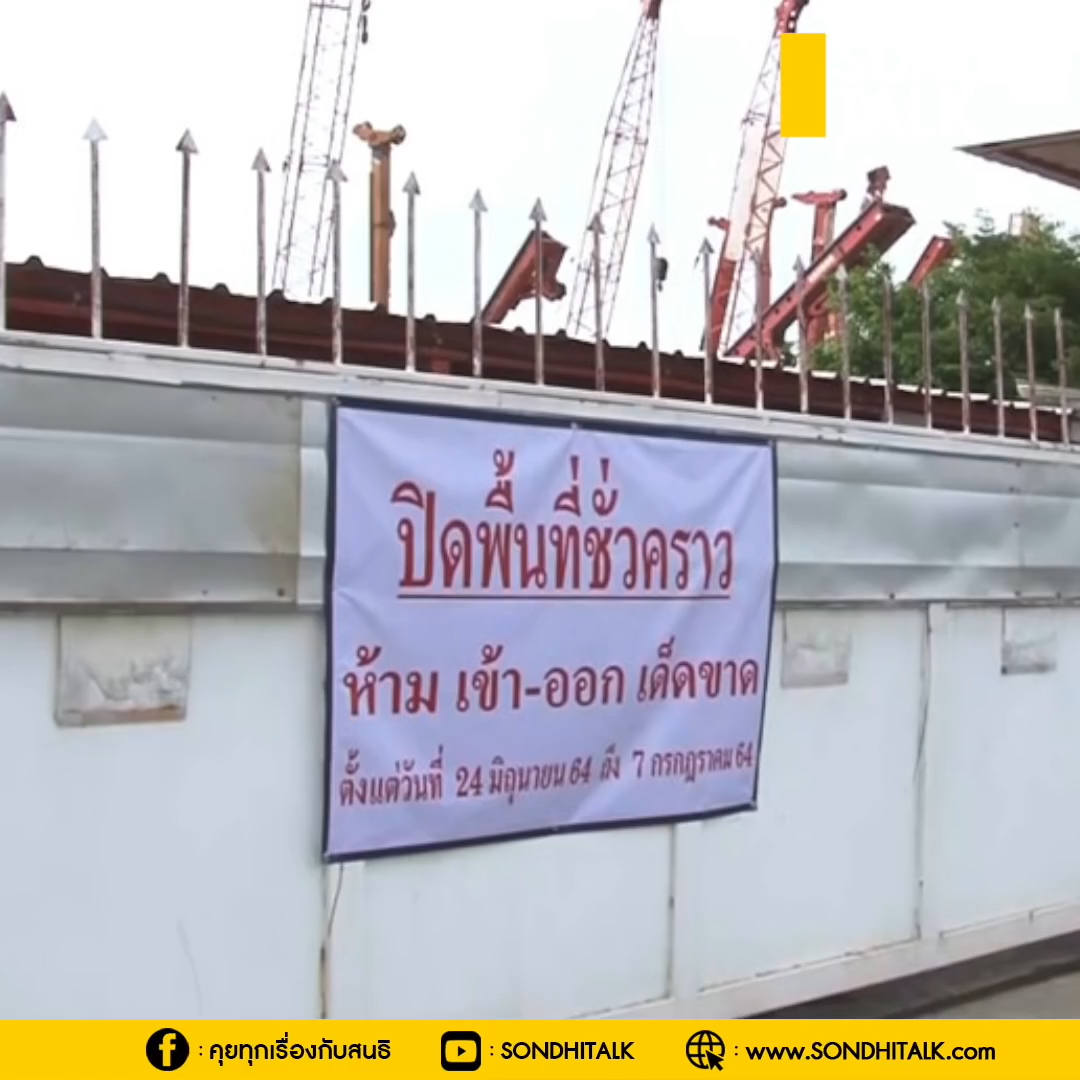 ปิดพื้นที่ชั่วคราว
ห้าม เข้า-ออก เด็ดขาด
ตั้งแต่วันที่ 24 มิถุนายน 64 ถึง 7 กรกฎราคม 64
: คุยทุกเรื่องกับสนธิ : SONDHITALK : www.SONDHITALK.com